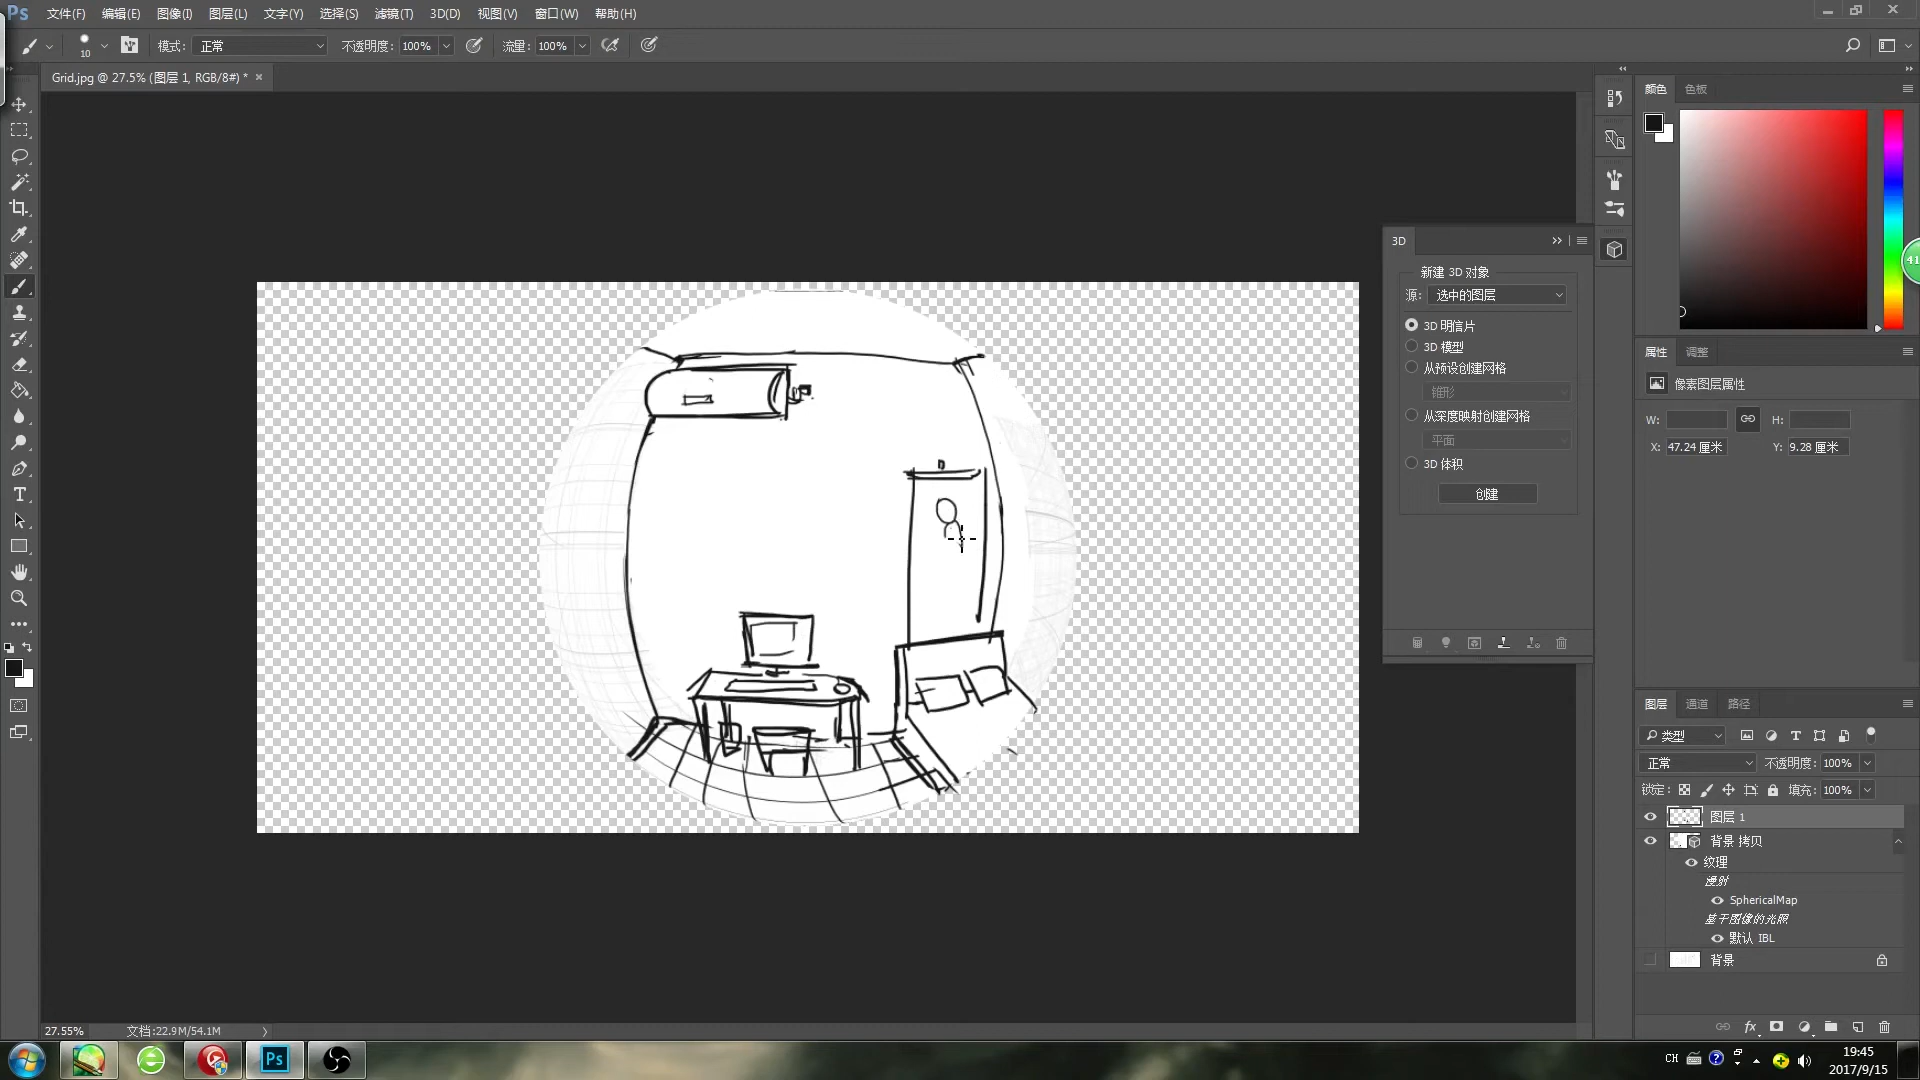 Ps 文件(F) 编辑(E) 图像(I) 图层(L) 文字(Y) 选择(S) 滤镜(T) 3D(D) 视图(V) 窗口(W) 帮助(H)
10 模式: 正常 不透明度: 100% 流量: 100%
Grid.jpg @ 27.5% (图层 1, RGB/8#) * ×
颜色 色板
41
3D
新建 3D 对象
源: 选中的图层
3D 明信片
3D 模型
从预设创建网格
锥形
从深度映射创建网格
平面
3D 体积
创建
属性 调整
像素图层属性
W: H:
X: 47.24 厘米 Y: 9.28 厘米
图层 通道 路径
类型
正常 不透明度: 100%
锁定: 填充: 100%
图层 1
背景 拷贝
纹理
漫射
SphericalMap
基于图像的光照
默认 IBL
背景
fx
27.55% 文档:22.9M/54.1M
Ps
CH 19:45
2017/9/15